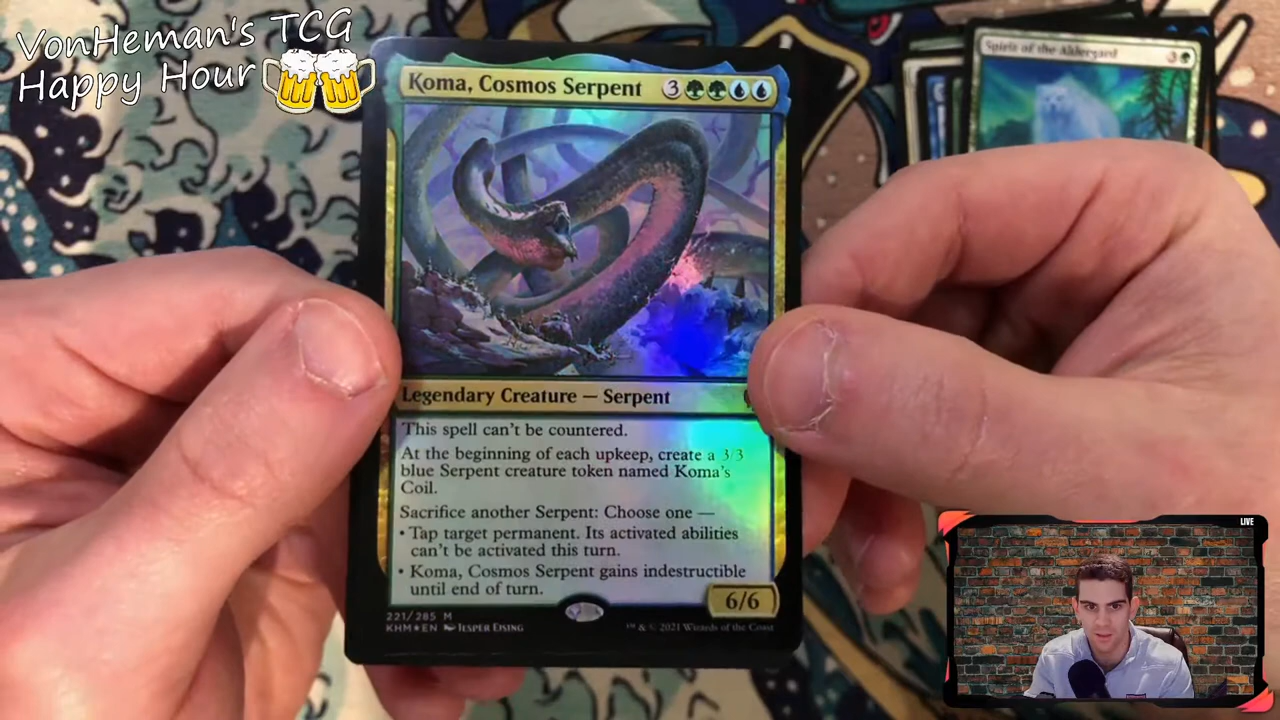 VonHeman's TCG
Happy Hour
Koma, Cosmos Serpent 3
Spirit of the Aldergard 3
Legendary Creature — Serpent
This spell can't be countered.
At the beginning of each upkeep, create a 3/3
blue Serpent creature token named Koma's
Coil.
Sacrifice another Serpent: Choose one —
• Tap target permanent. Its activated abilities
can't be activated this turn.
• Koma, Cosmos Serpent gains indestructible
until end of turn.
6/6
221/285 M
KHM★EN Jesper Ejsing
™ & © 2021 Wizards of the Coast
LIVE